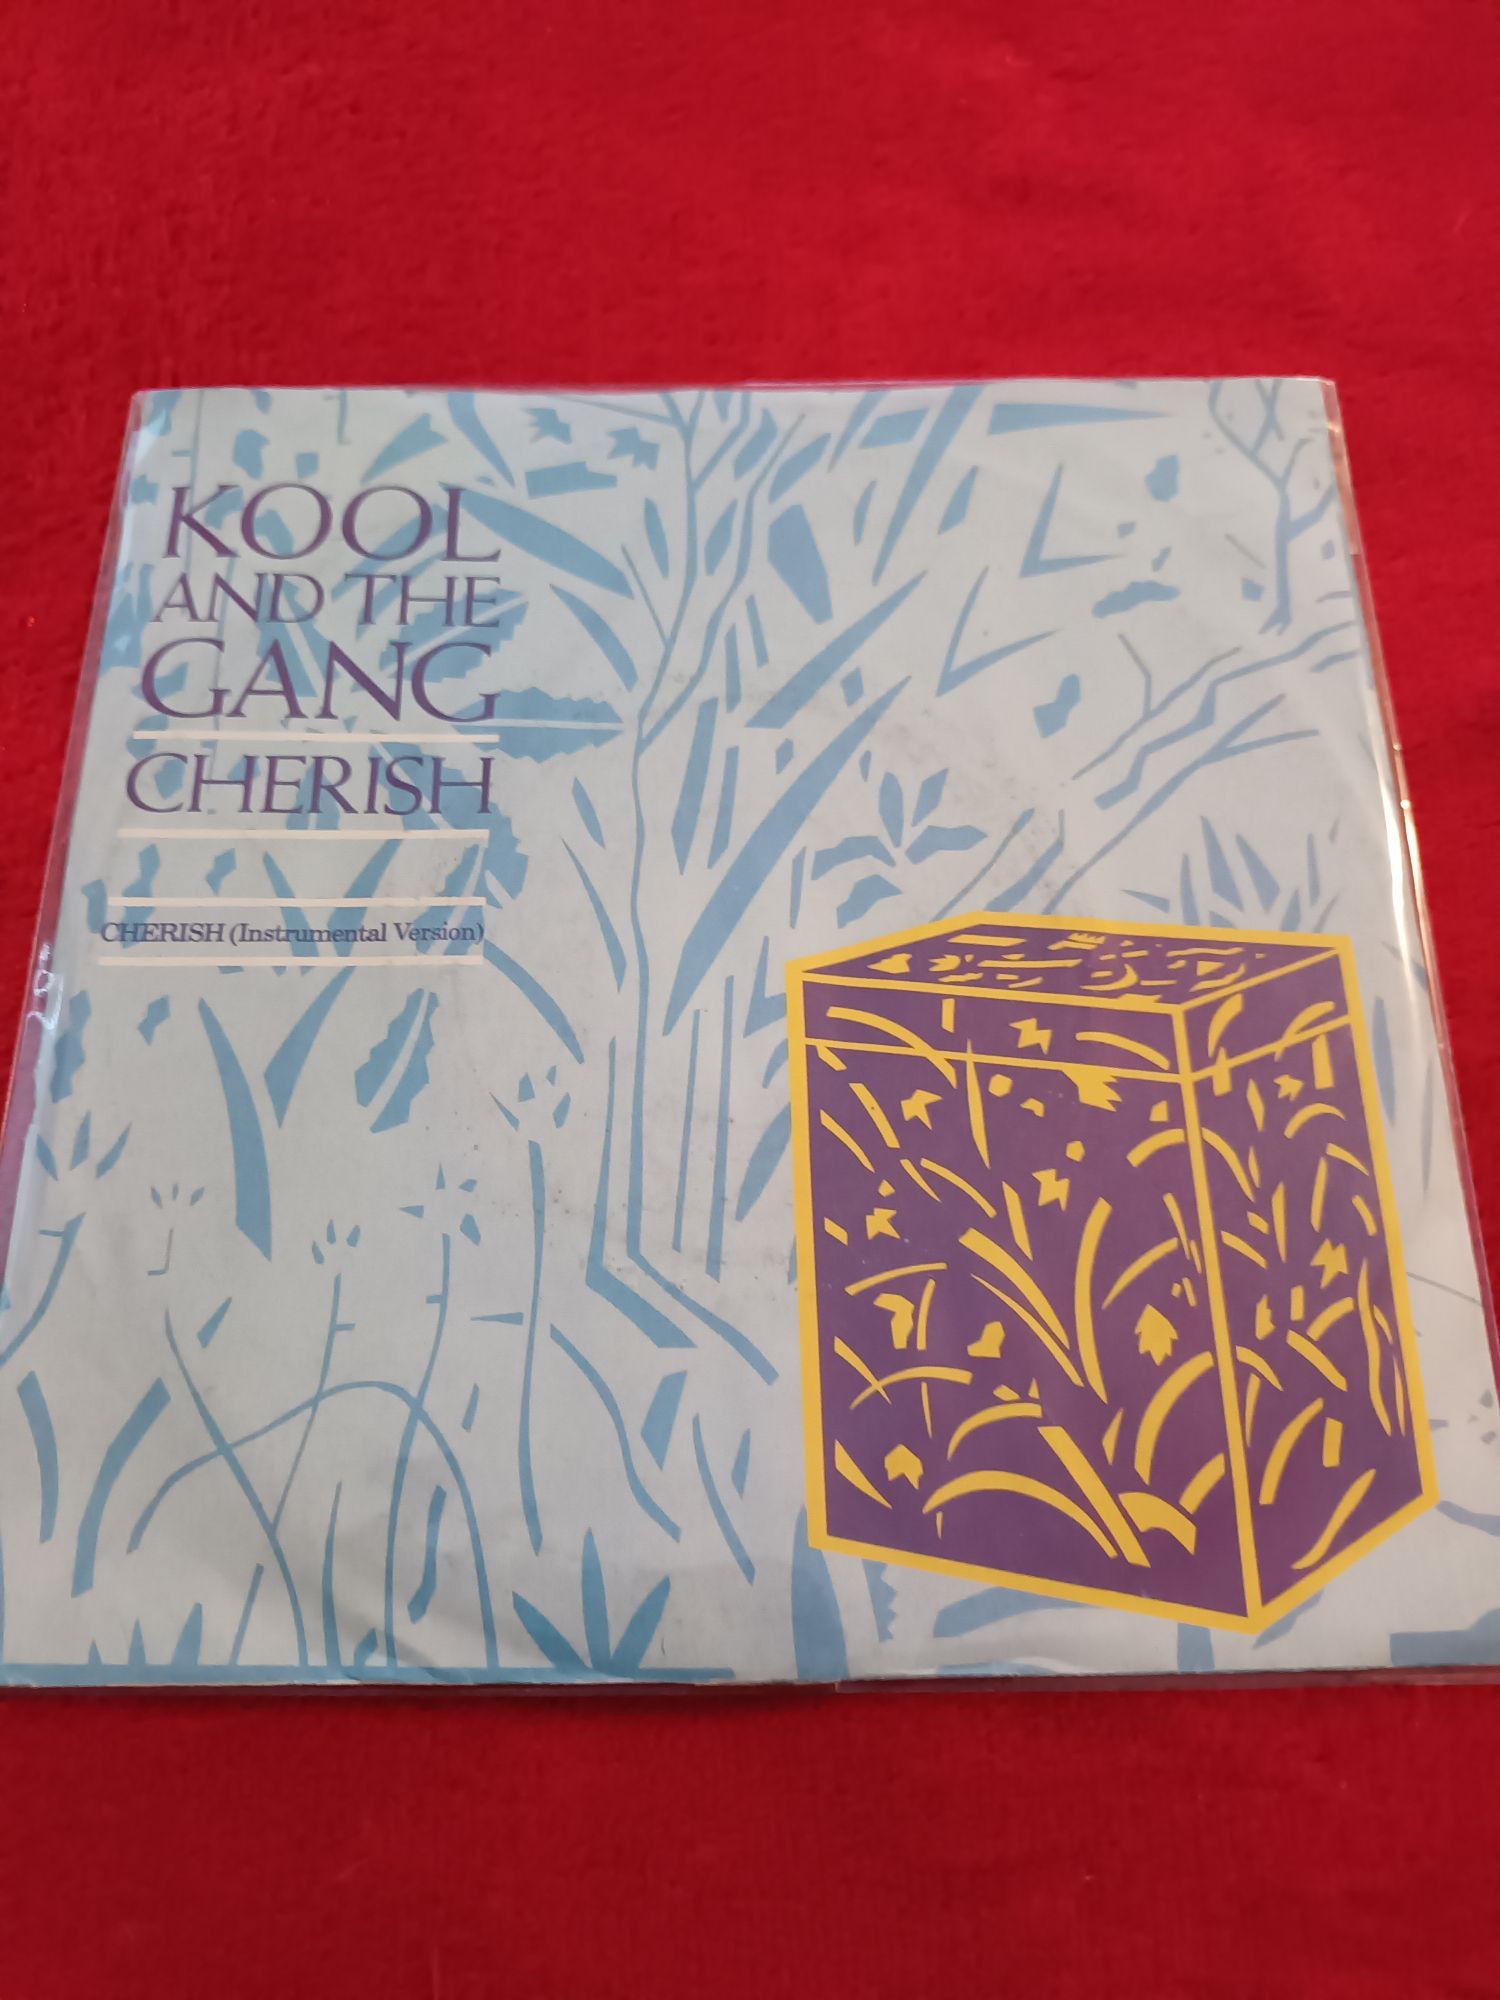 KOOL
AND THE
GANG
CHERISH
CHERISH (Instrumental Version)